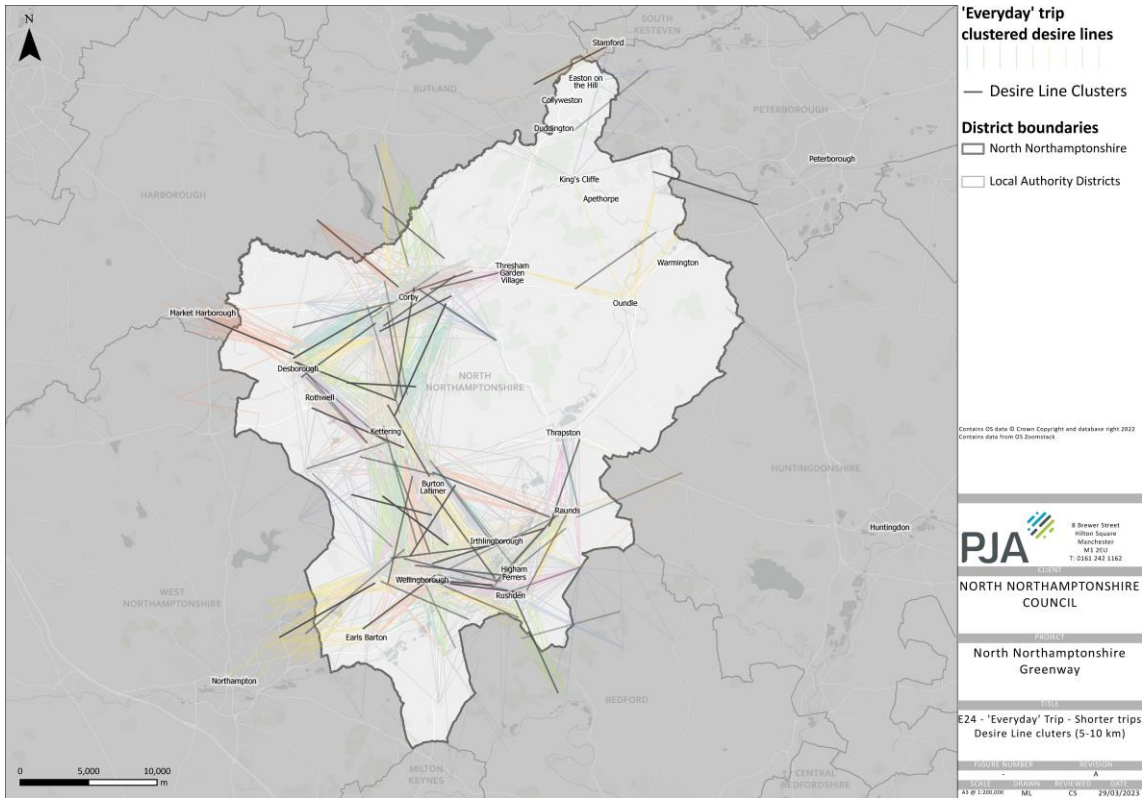 N
SOUTH
KESTEVEN
Stamford
Easton on
the Hill
RUTLAND
Collyweston
PETERBOROUGH
Duddington
Peterborough
King's Cliffe
HARBOROUGH
Apethorpe
Warmington
Thresham
Garden
Village
Corby
Oundle
Market Harborough
Desborough
NORTH
NORTHAMPTONSHIRE
Rothwell
Kettering
Thrapston
HUNTINGDONSHIRE
Burton
Latimer
Raunds
Huntingdon
Irthlingborough
Higham
Ferrers
Wellingborough
Rushden
WEST
NORTHAMPTONSHIRE
Earls Barton
Northampton
BEDFORD
MILTON
KEYNES
CENTRAL
BEDFORDSHIRE
0 5,000 10,000
m
'Everyday' trip
clustered desire lines
Desire Line Clusters
District boundaries
North Northamptonshire
Local Authority Districts
Contains OS data © Crown Copyright and database right 2022
Contains data from OS Zoomstack
PJA
8 Brewer Street
Hilton Square
Manchester
M1 2EU
T: 0161 242 1162
CLIENT
NORTH NORTHAMPTONSHIRE
COUNCIL
PROJECT
North Northamptonshire
Greenway
TITLE
E24 - 'Everyday' Trip - Shorter trips
Desire Line cluters (5-10 km)
FIGURE NUMBER REVISION
- A
SCALE DRAWN REVIEWED DATE
A3 @ 1:200,000 ML CS 29/03/2023